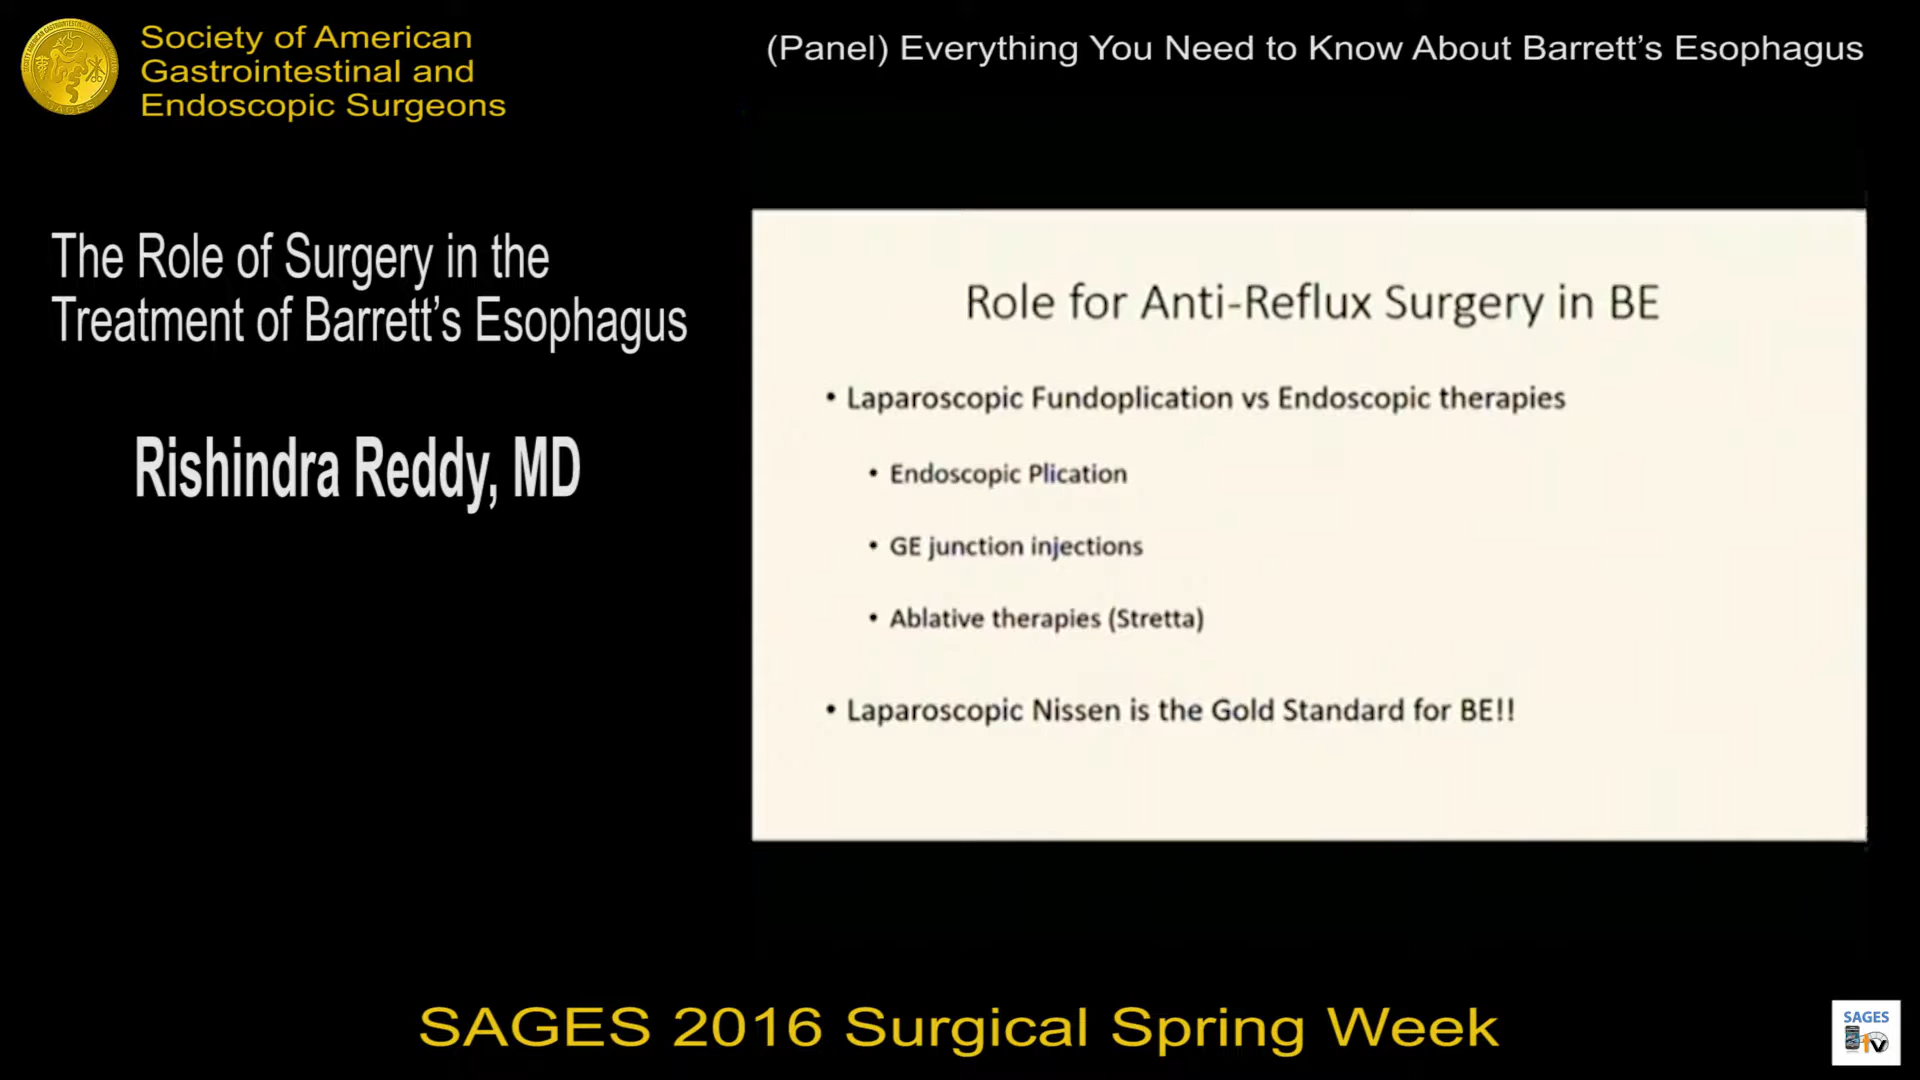 Society of American
Gastrointestinal and
Endoscopic Surgeons
(Panel) Everything You Need to Know About Barrett’s Esophagus
The Role of Surgery in the
Treatment of Barrett’s Esophagus
Rishindra Reddy, MD
Role for Anti-Reflux Surgery in BE
• Laparoscopic Fundoplication vs Endoscopic therapies
• Endoscopic Plication
• GE junction injections
• Ablative therapies (Stretta)
• Laparoscopic Nissen is the Gold Standard for BE!!
SAGES 2016 Surgical Spring Week
SAGES
TV